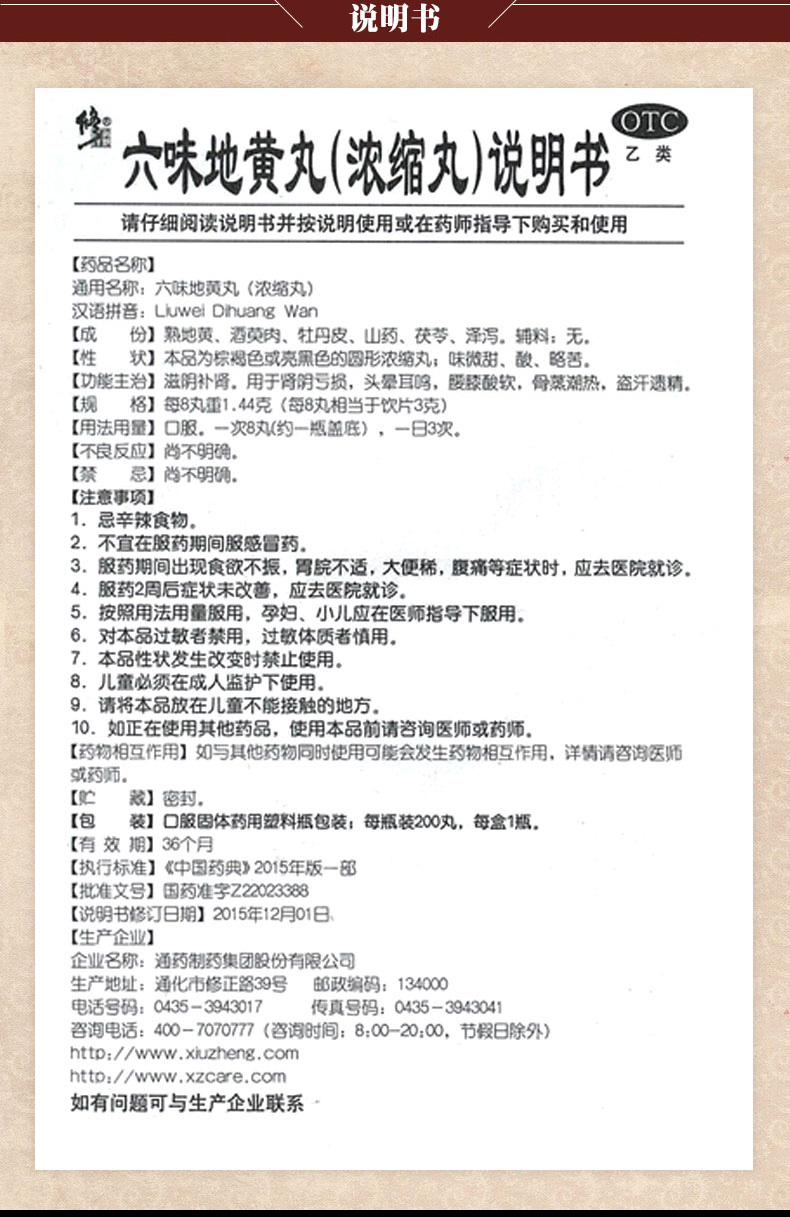 说明书
修正
OTC
乙类
六味地黄丸(浓缩丸)说明书
请仔细阅读说明书并按说明使用或在药师指导下购买和使用
【药品名称】
通用名称：六味地黄丸（浓缩丸）
汉语拼音：Liuwei Dihuang Wan
【成　份】熟地黄、酒萸肉、牡丹皮、山药、茯苓、泽泻。辅料：无。
【性　状】本品为棕褐色或亮黑色的圆形浓缩丸；味微甜、酸、略苦。
【功能主治】滋阴补肾。用于肾阴亏损，头晕耳鸣，腰膝酸软，骨蒸潮热，盗汗遗精。
【规　格】每8丸重1.44克（每8丸相当于饮片3克）
【用法用量】口服。一次8丸(约一瓶盖底），一日3次。
【不良反应】尚不明确。
【禁　忌】尚不明确。
【注意事项】
1．忌辛辣食物。
2．不宜在服药期间服感冒药。
3．服药期间出现食欲不振，胃脘不适，大便稀，腹痛等症状时，应去医院就诊。
4．服药2周后症状未改善，应去医院就诊。
5．按照用法用量服用，孕妇、小儿应在医师指导下服用。
6．对本品过敏者禁用，过敏体质者慎用。
7．本品性状发生改变时禁止使用。
8．儿童必须在成人监护下使用。
9．请将本品放在儿童不能接触的地方。
10．如正在使用其他药品，使用本品前请咨询医师或药师。
【药物相互作用】如与其他药物同时使用可能会发生药物相互作用，详情请咨询医师
或药师。
【贮　藏】密封。
【包　装】口服固体药用塑料瓶包装；每瓶装200丸，每盒1瓶。
【有 效 期】36个月
【执行标准】《中国药典》2015年版一部
【批准文号】国药准字Z22023388
【说明书修订日期】2015年12月01日
【生产企业】
企业名称：通药制药集团股份有限公司
生产地址：通化市修正路39号　邮政编码：134000
电话号码：0435－3943017　传真号码：0435－3943041
咨询电话：400－7070777（咨询时间：8:00-20:00，节假日除外）
http://www.xiuzheng.com
http://www.xzcare.com
如有问题可与生产企业联系